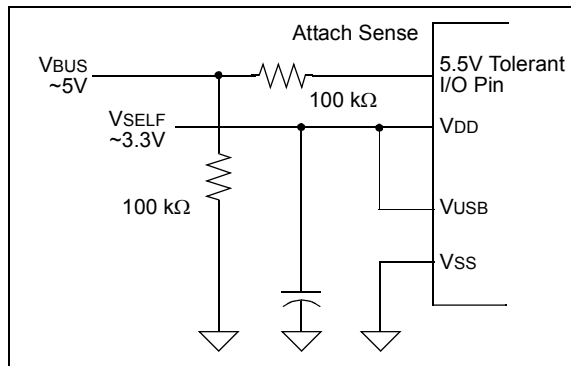 Attach Sense
VBUS
~5V
100 kΩ
5.5V Tolerant
I/O Pin
VSELF
~3.3V
VDD
100 kΩ
VUSB
VSS